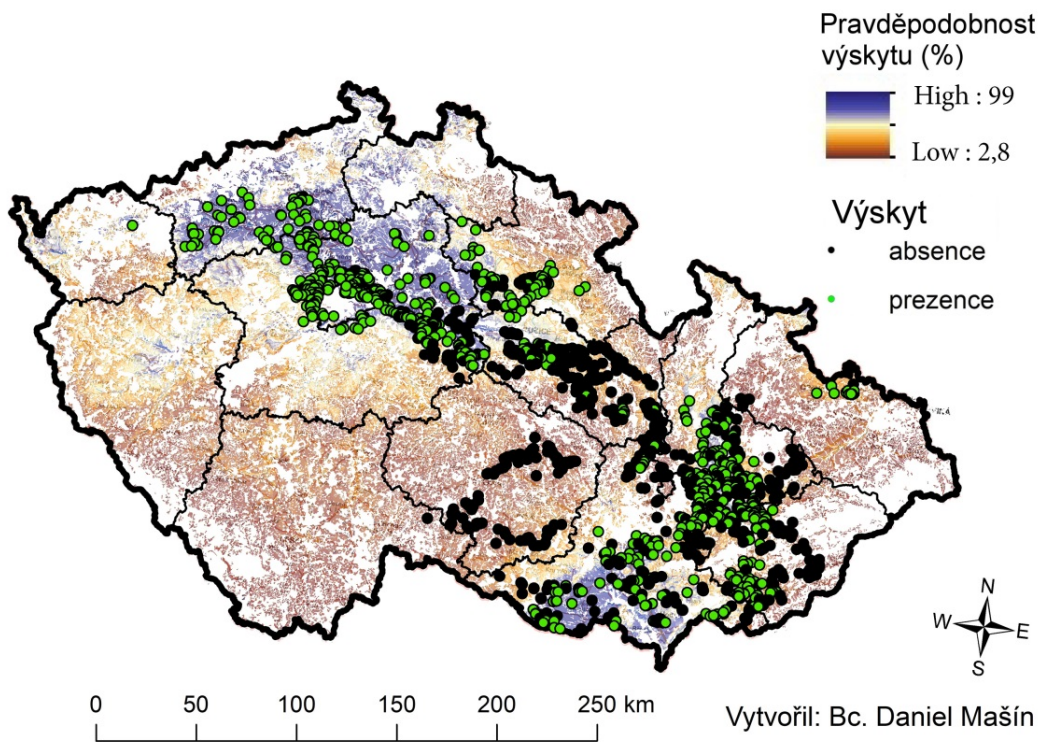 Pravděpodobnost
výskytu (%)
High : 99
Low : 2,8
Výskyt
absence
prezence
N
W E
S
0 50 100 150 200 250 km
Vytvořil: Bc. Daniel Mašín